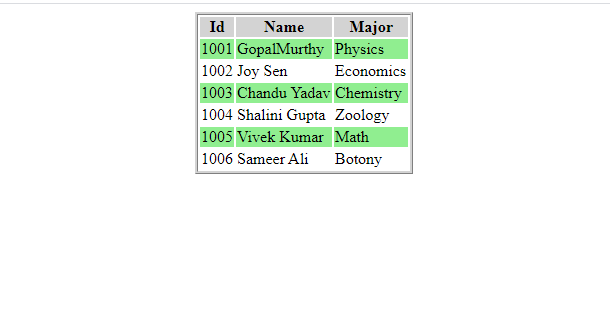 Id Name Major
1001 GopalMurthy Physics
1002 Joy Sen Economics
1003 Chandu Yadav Chemistry
1004 Shalini Gupta Zoology
1005 Vivek Kumar Math
1006 Sameer Ali Botony